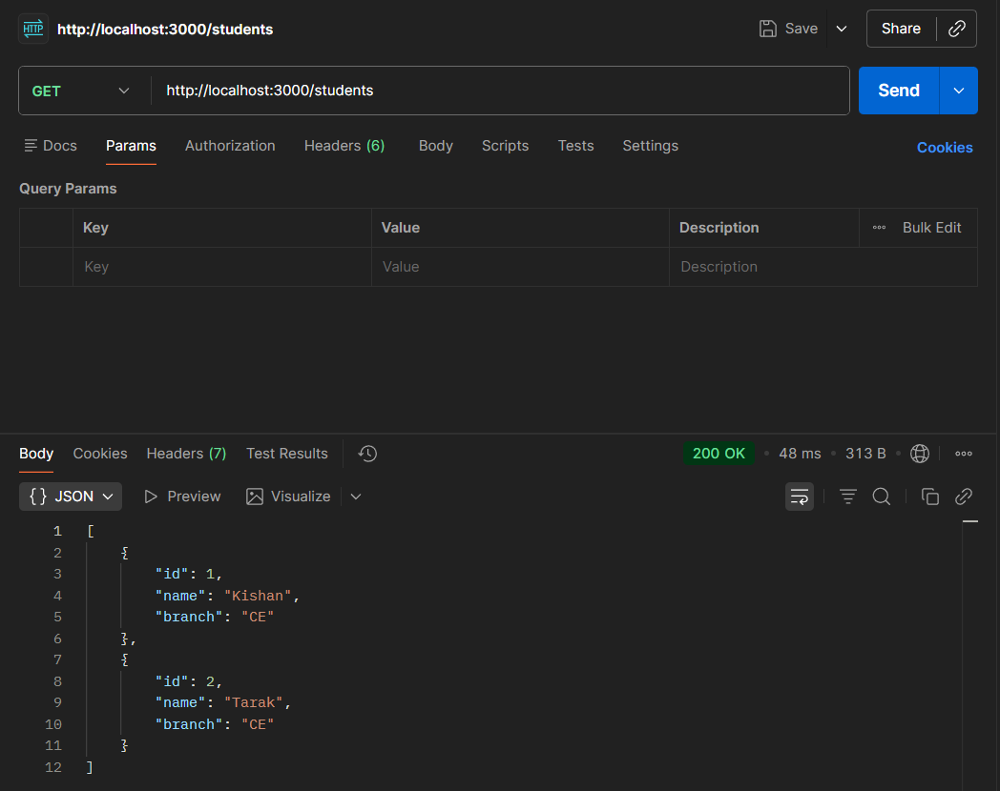 HTTP http://localhost:3000/students Save Share
GET http://localhost:3000/students Send
Docs Params Authorization Headers (6) Body Scripts Tests Settings Cookies
Query Params
Key Value Description Bulk Edit
Key Value Description
Body Cookies Headers (7) Test Results 200 OK • 48 ms • 313 B •
{} JSON Preview Visualize
1 [
2 {
3 "id": 1,
4 "name": "Kishan",
5 "branch": "CE"
6 },
7 {
8 "id": 2,
9 "name": "Tarak",
10 "branch": "CE"
11 }
12 ]